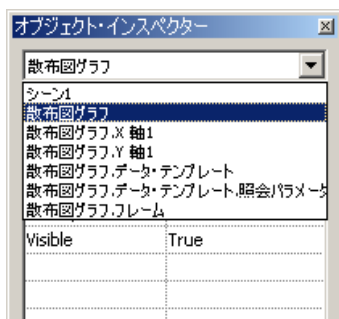 オブジェクト・インスペクター
散布図グラフ
シーン1
散布図グラフ
散布図グラフ.X 軸1
散布図グラフ.Y 軸1
散布図グラフ.データ・テンプレート
散布図グラフ.データ・テンプレート.照会パラメータ
散布図グラフ.フレーム
Visible True